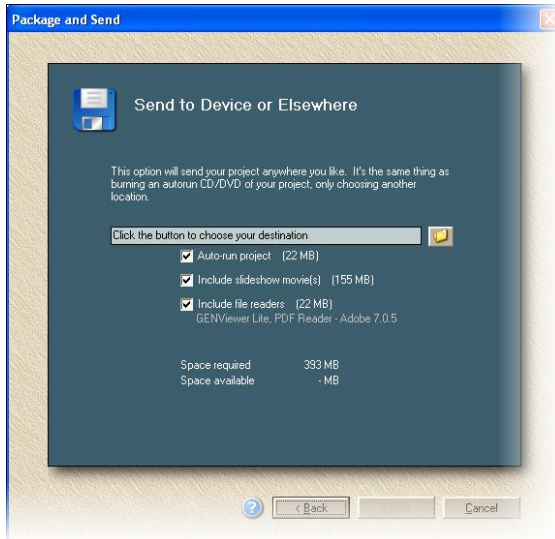 Package and Send
Send to Device or Elsewhere
This option will send your project anywhere you like. It's the same thing as
burning an autorun CD/DVD of your project, only choosing another
location.
Click the button to choose your destination
Auto-run project (22 MB)
Include slideshow movie(s) (155 MB)
Include file readers (22 MB)
GENViewer Lite, PDF Reader - Adobe 7.0.5
Space required 393 MB
Space available - MB
? < Back Cancel